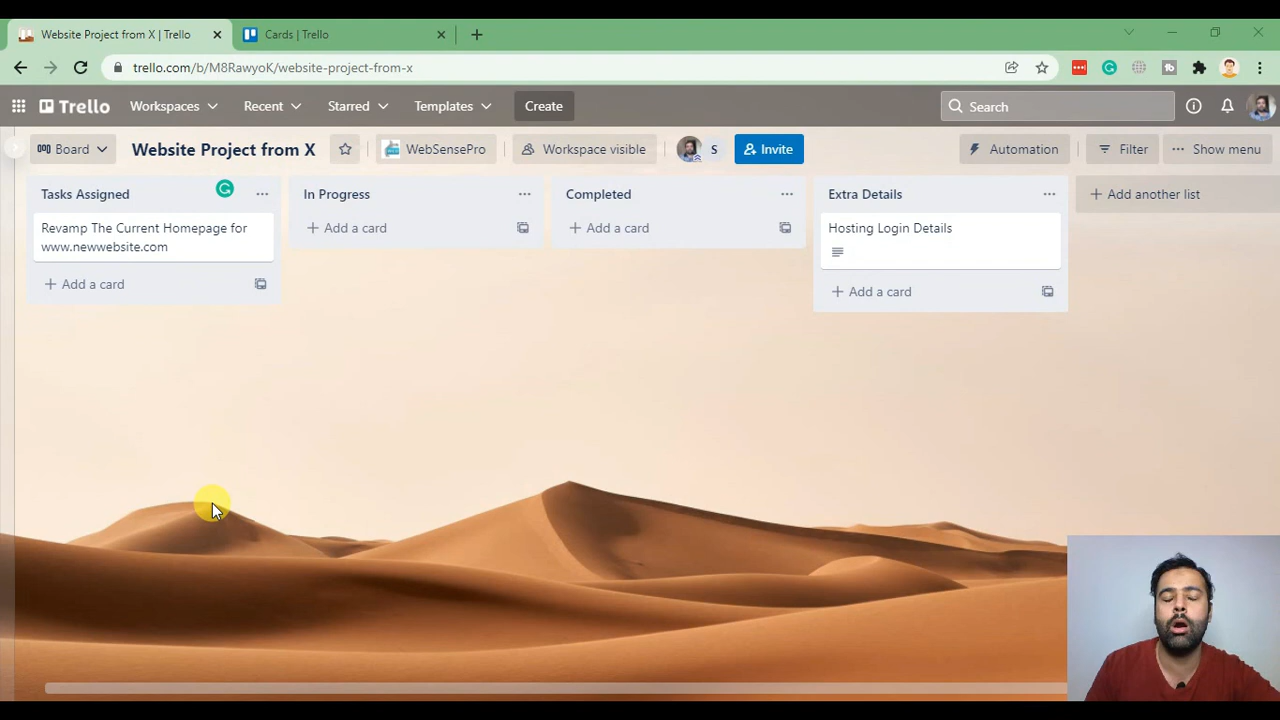 Website Project from X | Trello
Cards | Trello
trello.com/b/M8RawyoK/website-project-from-x
Trello
Workspaces
Recent
Starred
Templates
Create
Search
Board
Website Project from X
WebSensePro
Workspace visible
S
Invite
Automation
Filter
Show menu
Tasks Assigned
In Progress
Completed
Extra Details
Add another list
Revamp The Current Homepage for
www.newwebsite.com
Add a card
Add a card
Add a card
Hosting Login Details
Add a card